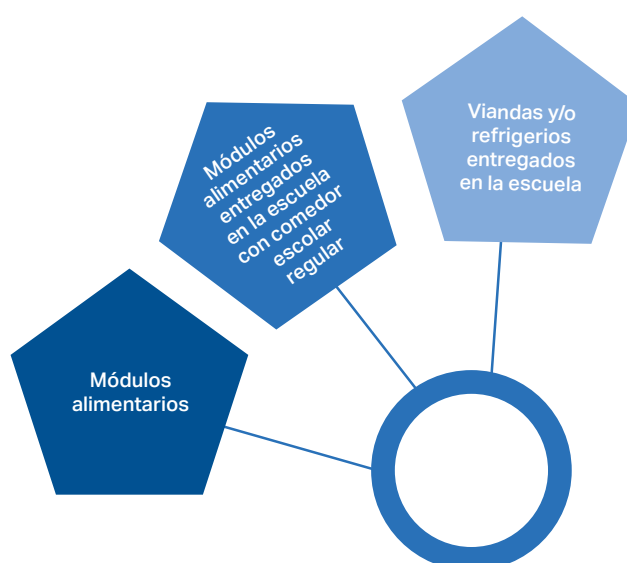 Módulos
alimentarios
Módulos
alimentarios
entregados
en la escuela
con comedor
escolar
regular
Viandas y/o
refrigerios
entregados
en la escuela